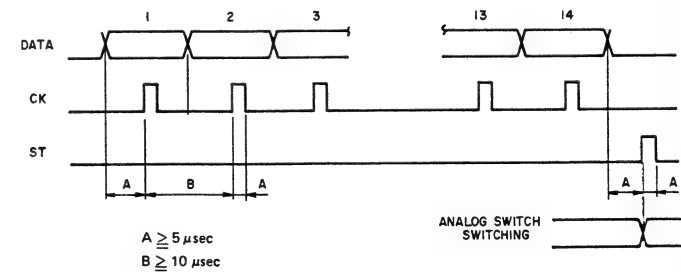 1 2 3 13 14
DATA
CK
ST
A B A A A
ANALOG SWITCH
SWITCHING
A ≧ 5 μsec
B ≧ 10 μsec